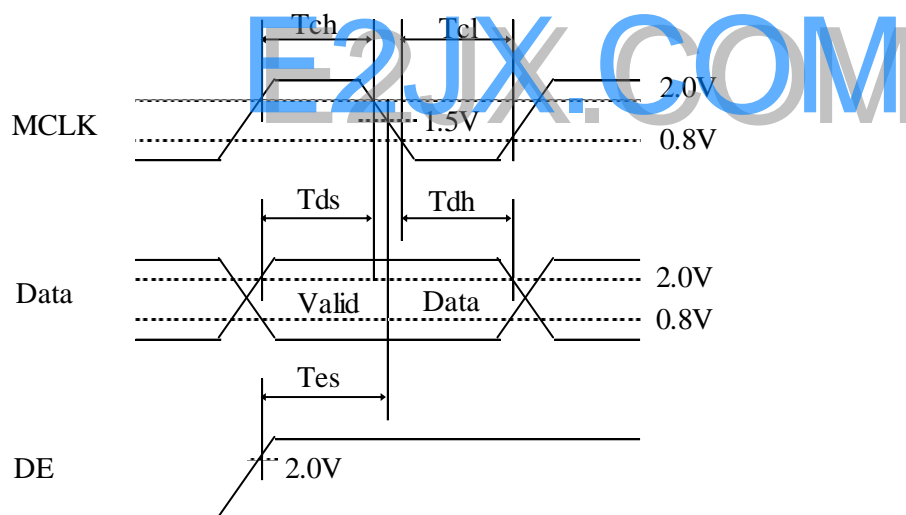 E2JX.COM
Tch Tcl
2.0V
MCLK 1.5V
0.8V
Tds Tdh
2.0V
Data Valid Data
0.8V
Tes
DE 2.0V